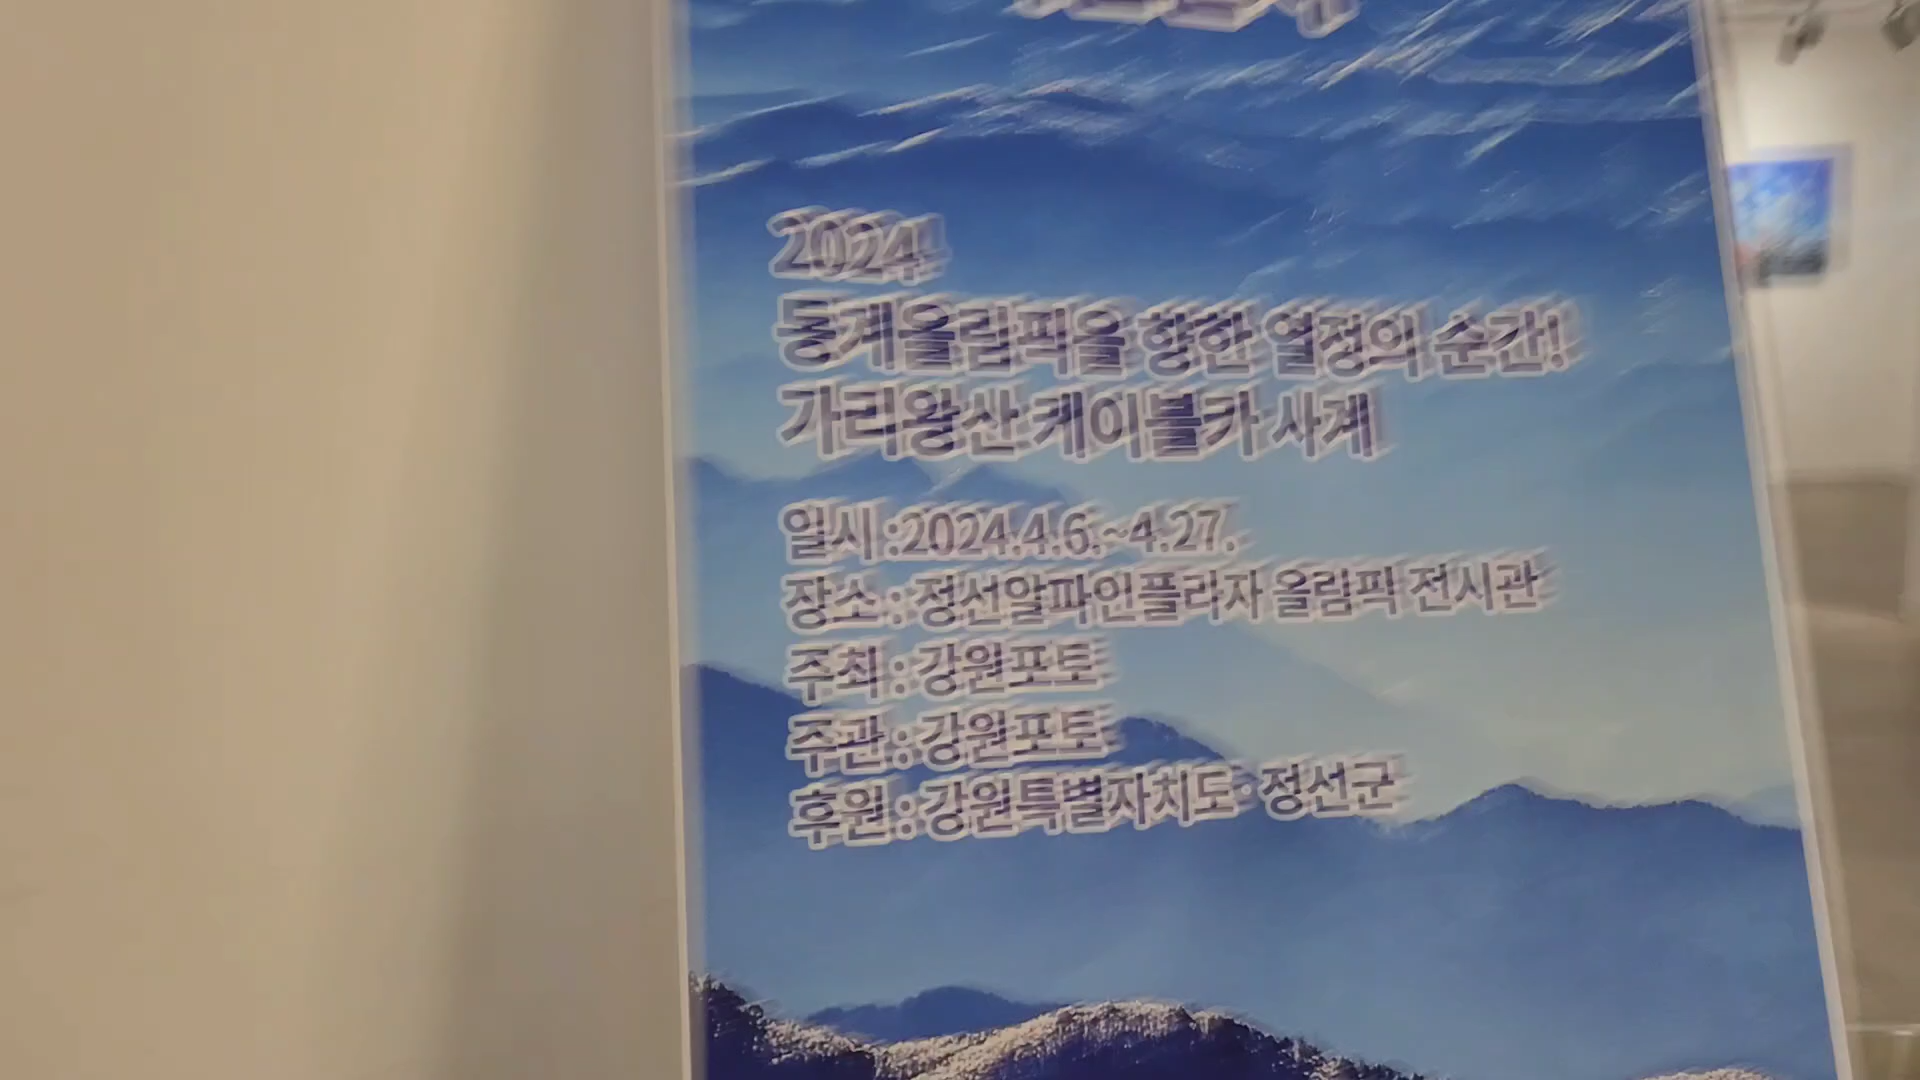 2024
동계올림픽을 향한 열정의 순간!
가리왕산 케이블카 사계
일시 :2024.4.6.~4.27.
장소 : 정선알파인플라자 올림픽 전시관
주최 : 강원포토
주관 : 강원포토
후원 : 강원특별자치도· 정선군